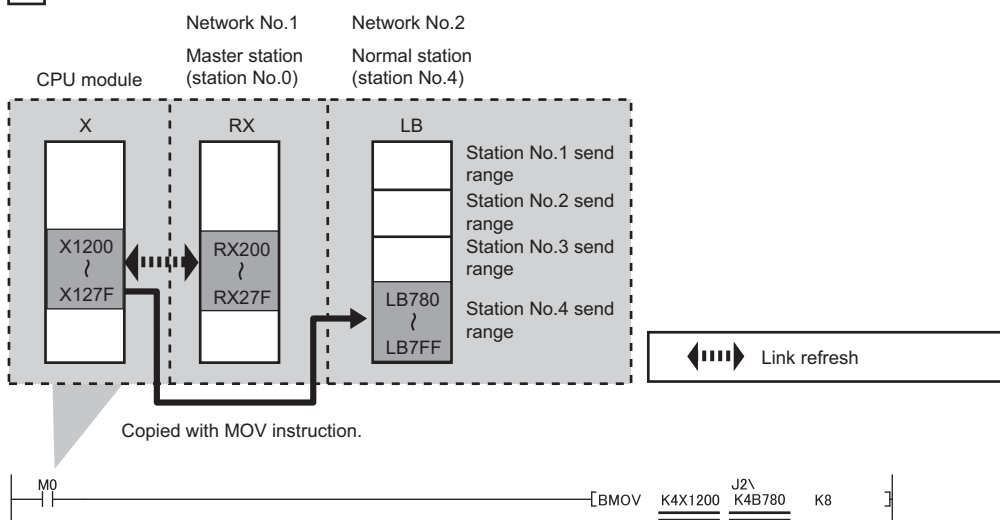 Network No.1
Network No.2
Master station
(station No.0)
Normal station
(station No.4)
CPU module
X
RX
LB
Station No.1 send
range
Station No.2 send
range
Station No.3 send
range
Station No.4 send
range
X1200
~
X127F
RX200
~
RX27F
LB780
~
LB7FF
Link refresh
Copied with MOV instruction.
M0
BMOV K4X1200 J2\K4B780 K8